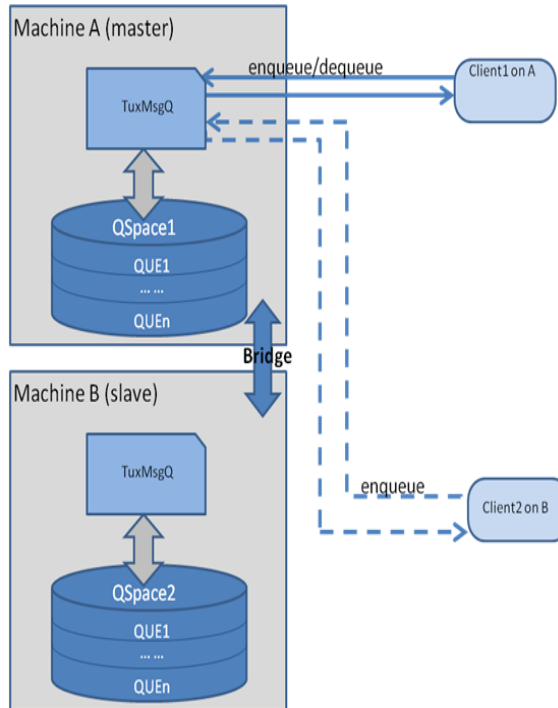 Machine A (master)
enqueue/dequeue
Client1 on A
TuxMsgQ
QSpace1
QUE1
... ...
QUEn
Bridge
Machine B (slave)
TuxMsgQ
enqueue
Client2 on B
QSpace2
QUE1
... ...
QUEn